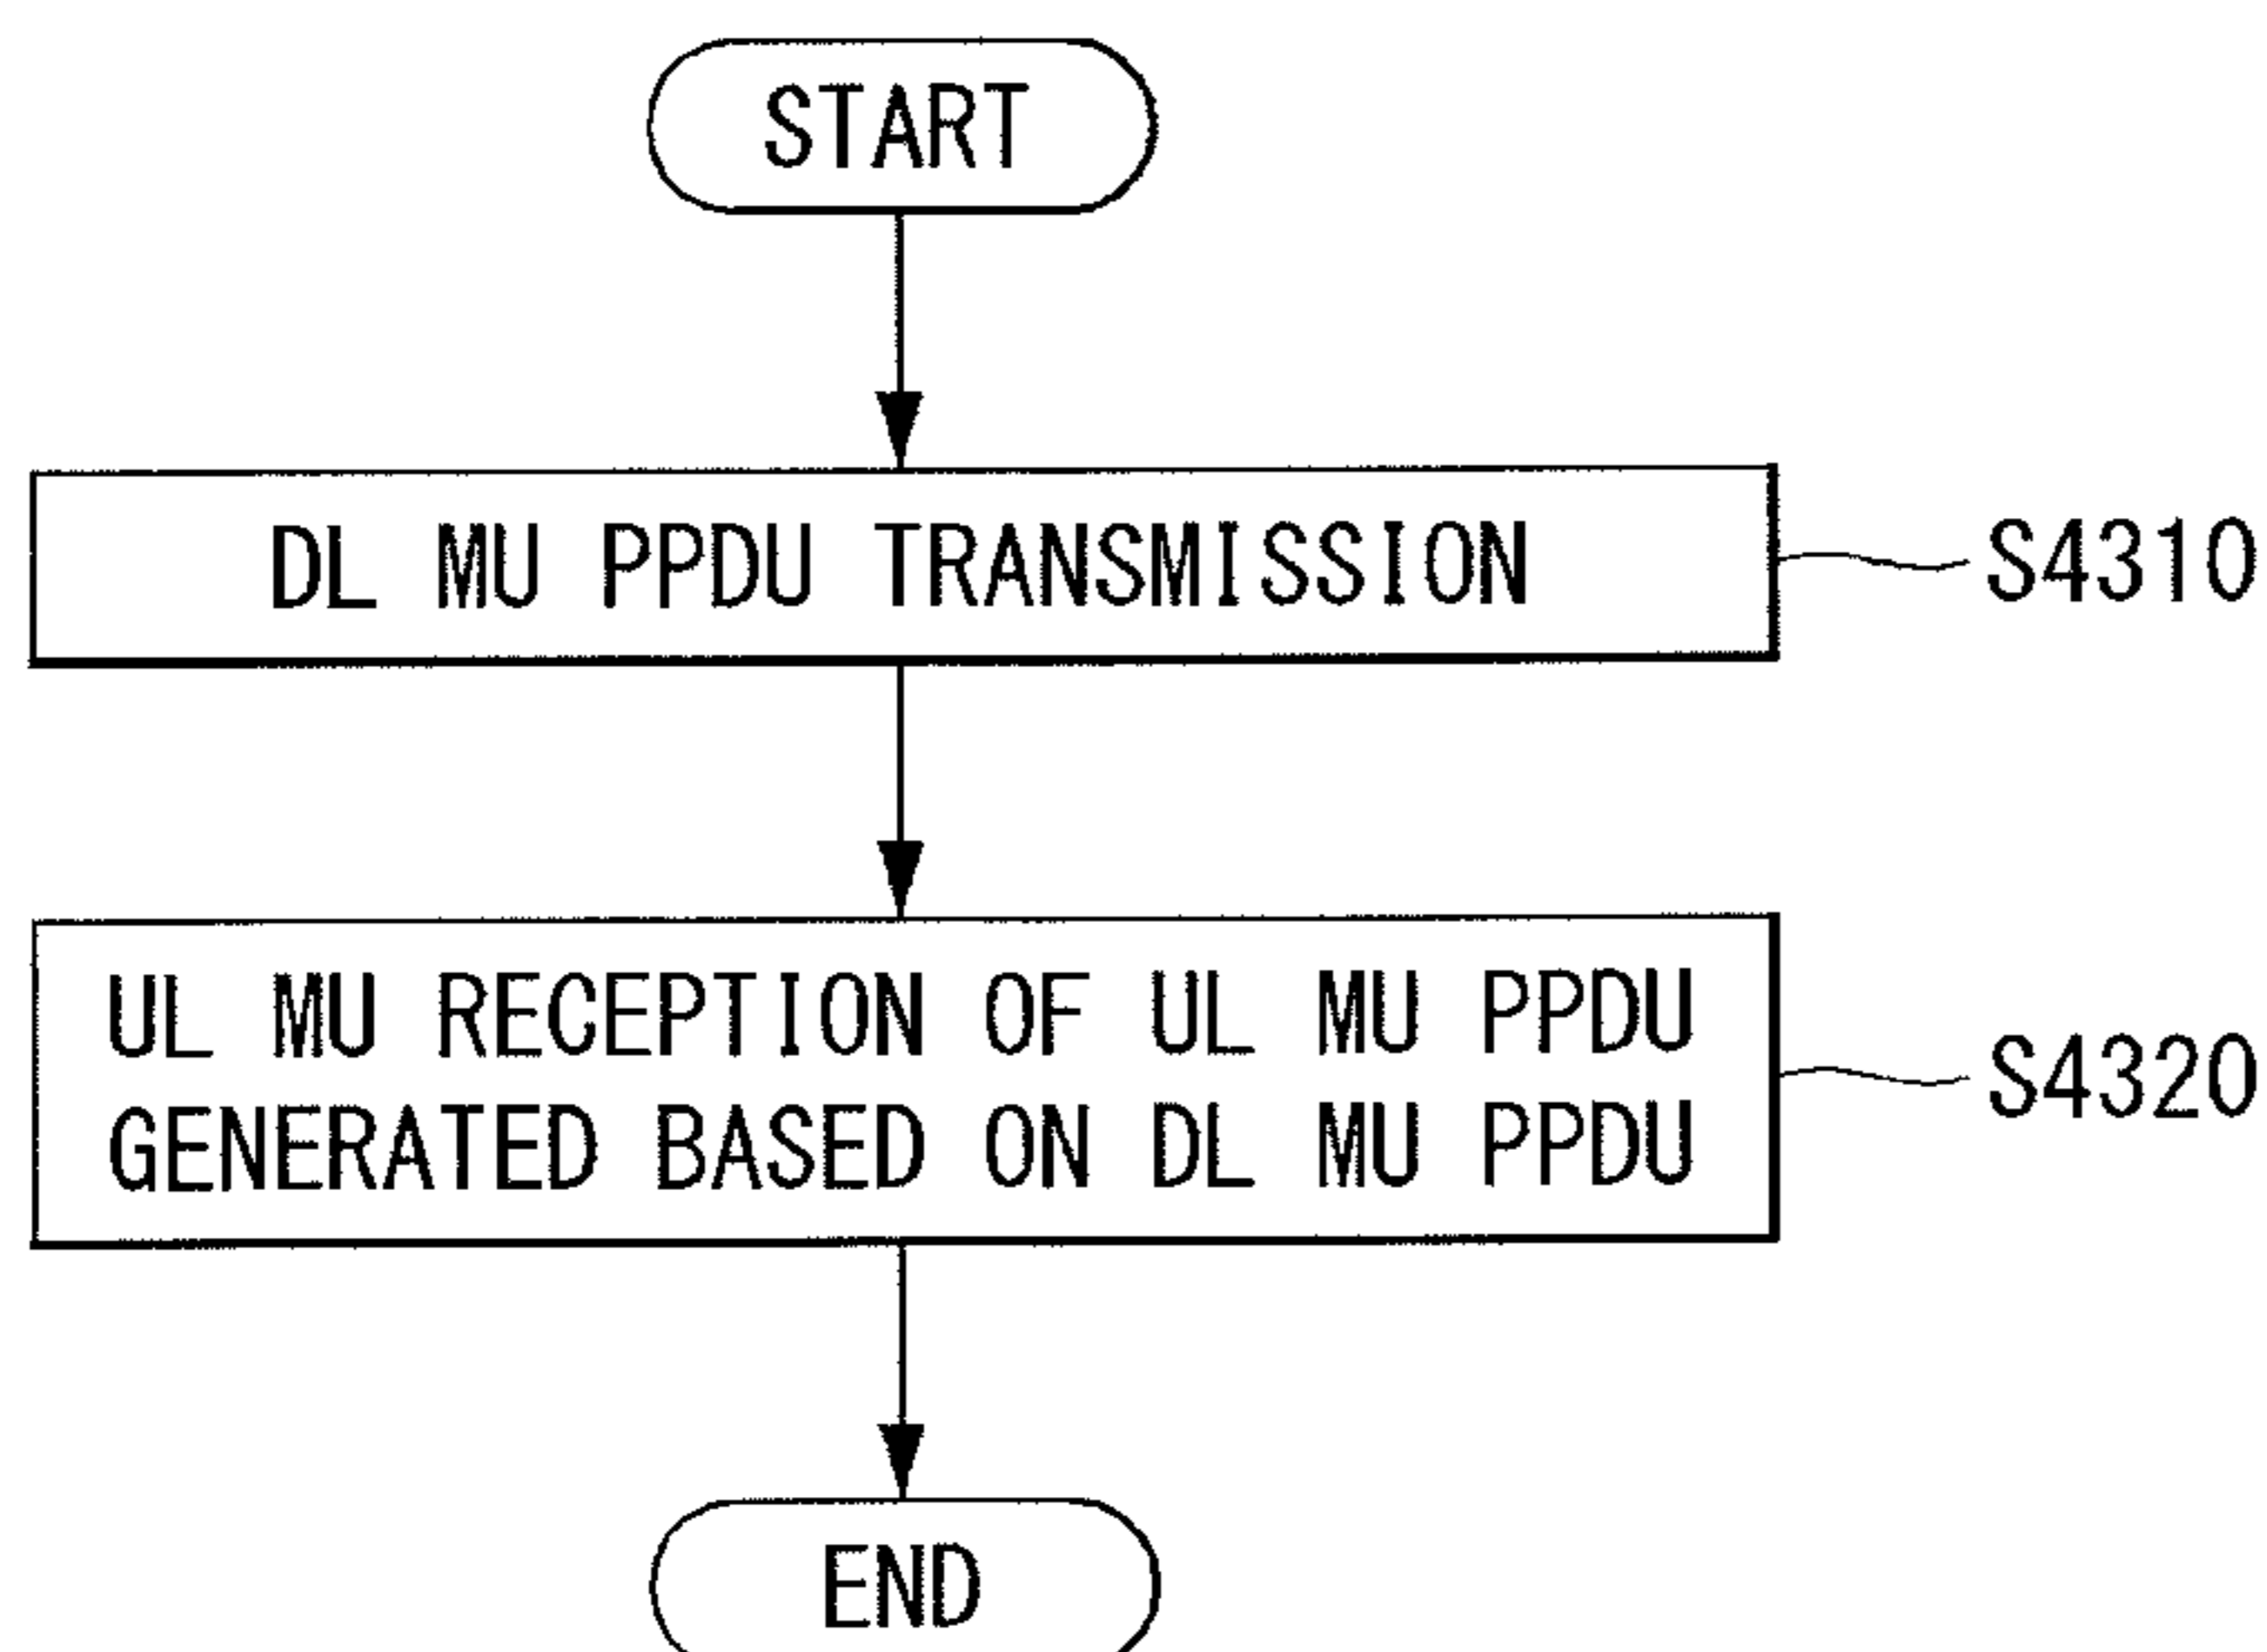 START
DL MU PPDU TRANSMISSION
S4310
UL MU RECEPTION OF UL MU PPDU
GENERATED BASED ON DL MU PPDU
S4320
END